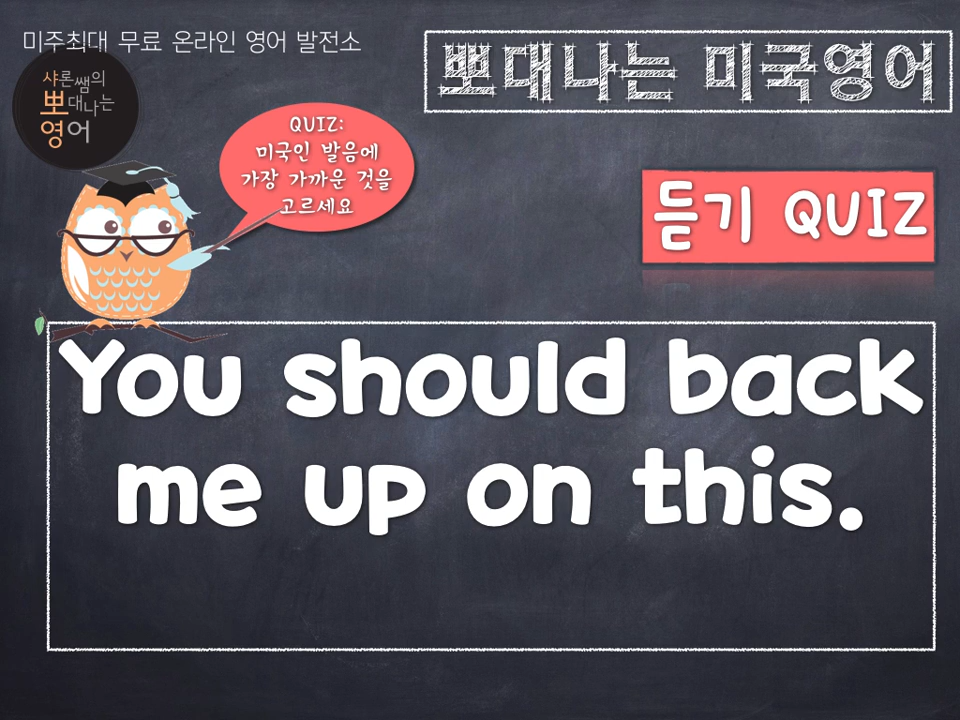 미주최대 무료 온라인 영어 발전소
뽀대나는 미국영어
샤론쌤의
뽀대나는
영어
QUIZ:
미국인 발음에
가장 가까운 것을
고르세요
듣기 QUIZ
You should back
me up on this.